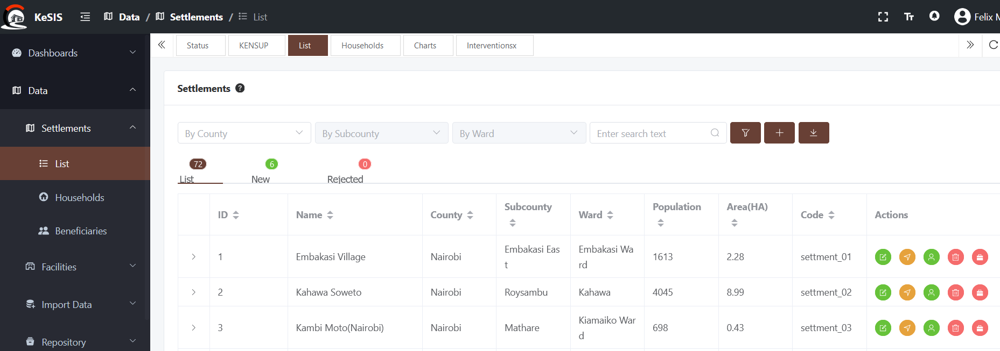 KeSIS
Data / Settlements / List
Felix M
Dashboards
Data
Settlements
List
Households
Beneficiaries
Facilities
Import Data
Repository
Status
KENSUP
List
Households
Charts
Interventionsx
Settlements ?
By County
By Subcounty
By Ward
Enter search text
72
6
0
List
New
Rejected
ID
Name
County
Subcounty
Ward
Population
Area(HA)
Code
Actions
1
Embakasi Village
Nairobi
Embakasi Eas
t
Embakasi Wa
rd
1613
2.28
settment_01
2
Kahawa Soweto
Nairobi
Roysambu
Kahawa
4045
8.99
settment_02
3
Kambi Moto(Nairobi)
Nairobi
Mathare
Kiamaiko War
d
698
0.43
settment_03